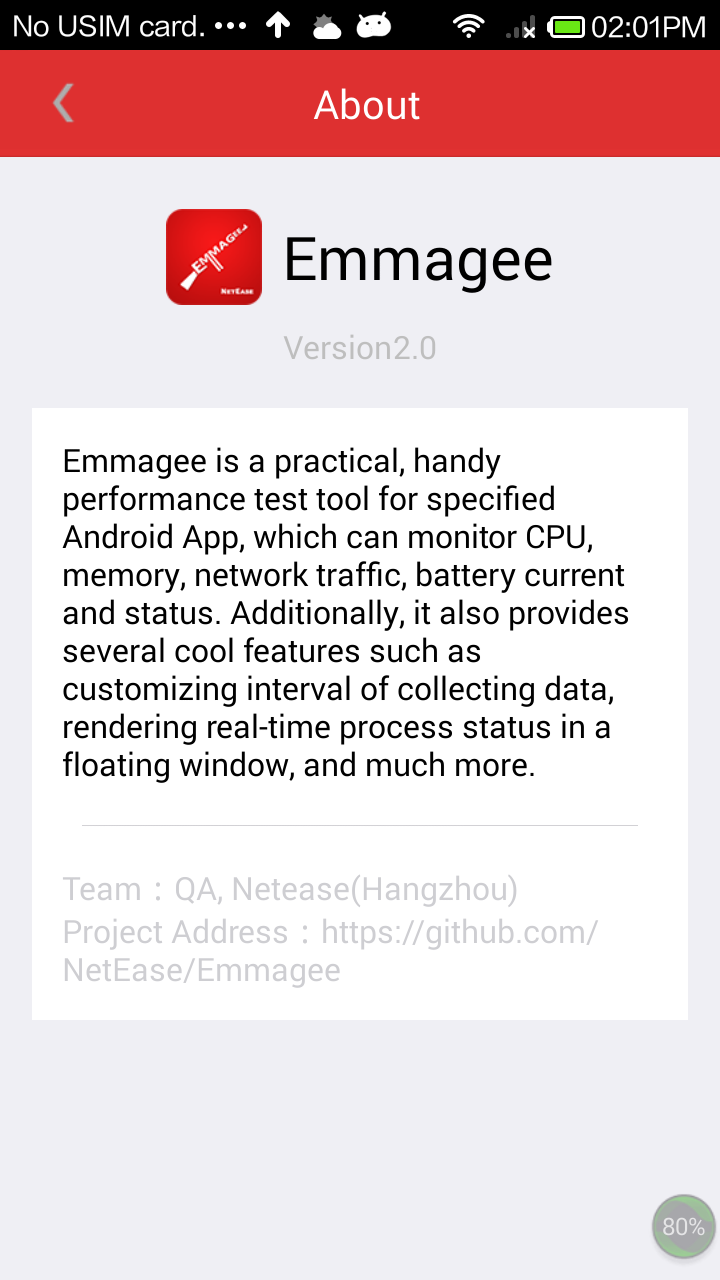 No USIM card. ••• 02:01PM
About
EMMAGEE
NETEASE
Emmagee
Version2.0
Emmagee is a practical, handy
performance test tool for specified
Android App, which can monitor CPU,
memory, network traffic, battery current
and status. Additionally, it also provides
several cool features such as
customizing interval of collecting data,
rendering real-time process status in a
floating window, and much more.
Team：QA, Netease(Hangzhou)
Project Address：https://github.com/
NetEase/Emmagee
80%